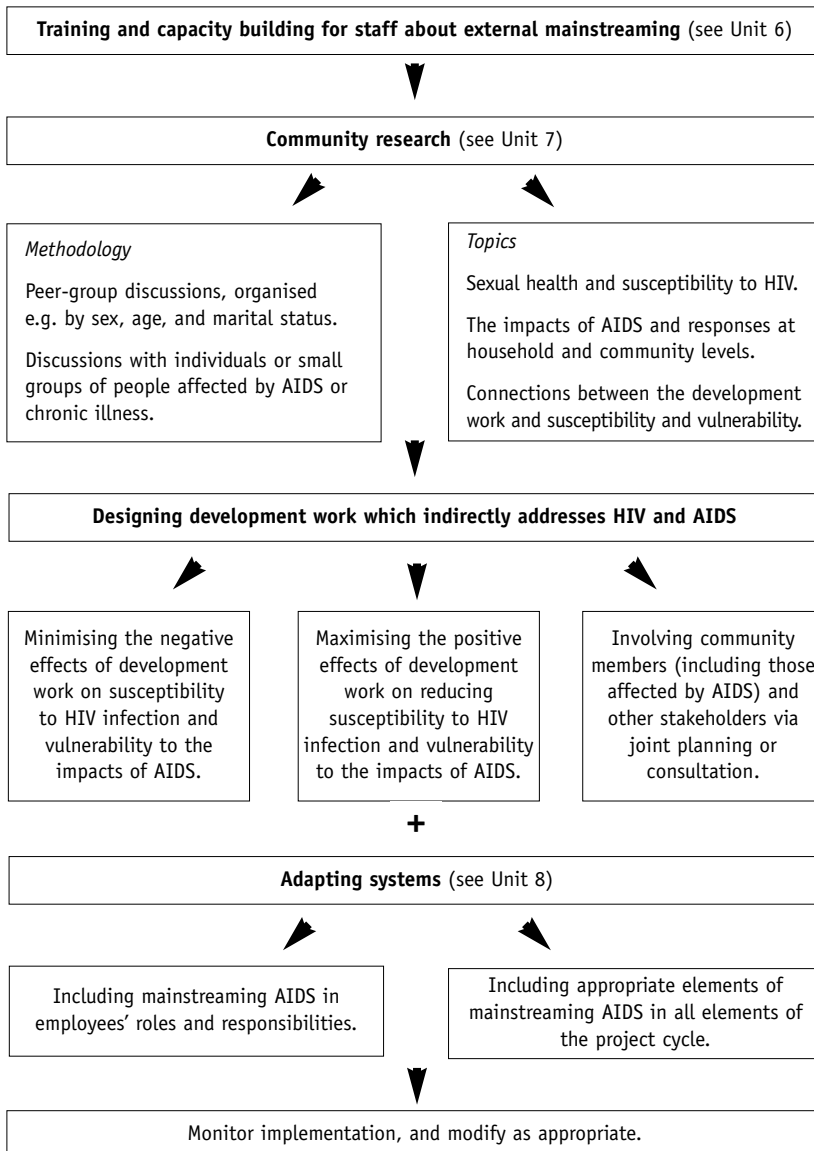 Training and capacity building for staff about external mainstreaming (see Unit 6)
Community research (see Unit 7)
Methodology
Peer-group discussions, organised
e.g. by sex, age, and marital status.
Discussions with individuals or small
groups of people affected by AIDS or
chronic illness.
Topics
Sexual health and susceptibility to HIV.
The impacts of AIDS and responses at
household and community levels.
Connections between the development
work and susceptibility and vulnerability.
Designing development work which indirectly addresses HIV and AIDS
Minimising the negative
effects of development
work on susceptibility
to HIV infection and
vulnerability to the
impacts of AIDS.
Maximising the positive
effects of development
work on reducing
susceptibility to HIV
infection and vulnerability
to the impacts of AIDS.
Involving community
members (including those
affected by AIDS) and
other stakeholders via
joint planning or
consultation.
+
Adapting systems (see Unit 8)
Including mainstreaming AIDS in
employees' roles and responsibilities.
Including appropriate elements of
mainstreaming AIDS in all elements of
the project cycle.
Monitor implementation, and modify as appropriate.